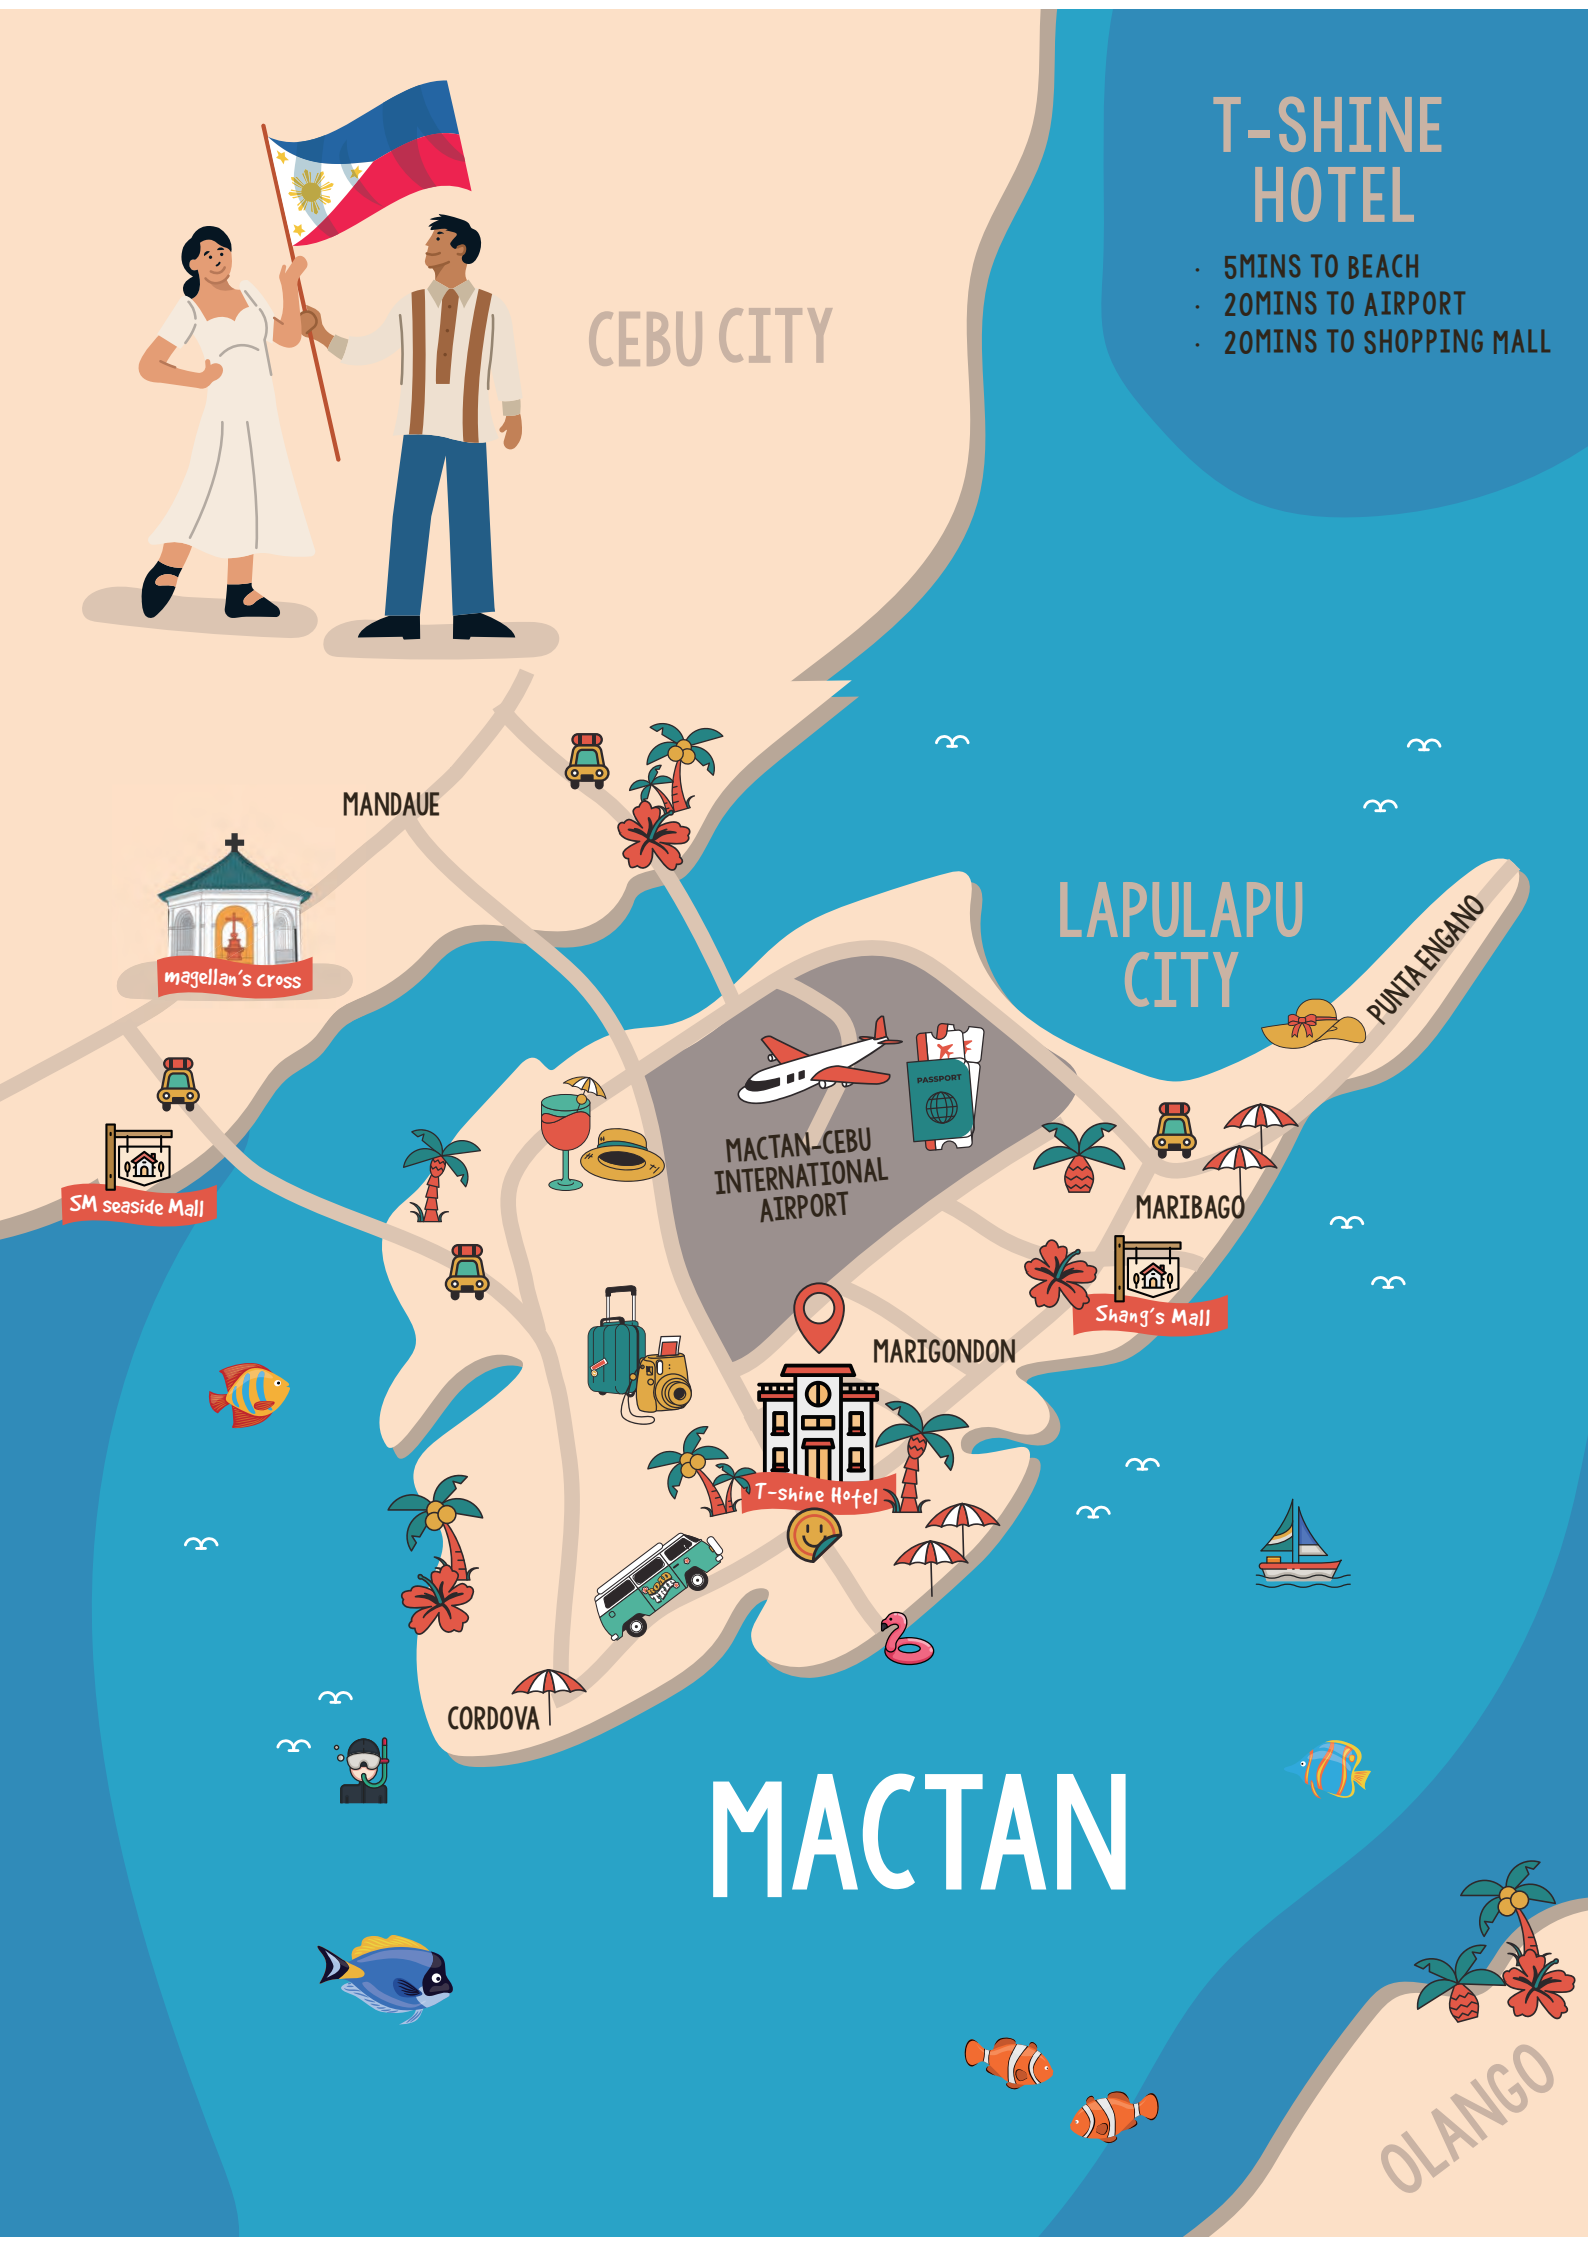 T-SHINE
HOTEL
· 5MINS TO BEACH
· 20MINS TO AIRPORT
· 20MINS TO SHOPPING MALL
CEBU CITY
MANDAUE
magellan's cross
SM seaside Mall
LAPULAPU
CITY
PUNTA ENGANO
PASSPORT
MACTAN-CEBU
INTERNATIONAL
AIRPORT
MARIBAGO
Shang's Mall
MARIGONDON
T-shine Hotel
ROAD
TRIP
CORDOVA
MACTAN
OLANGO